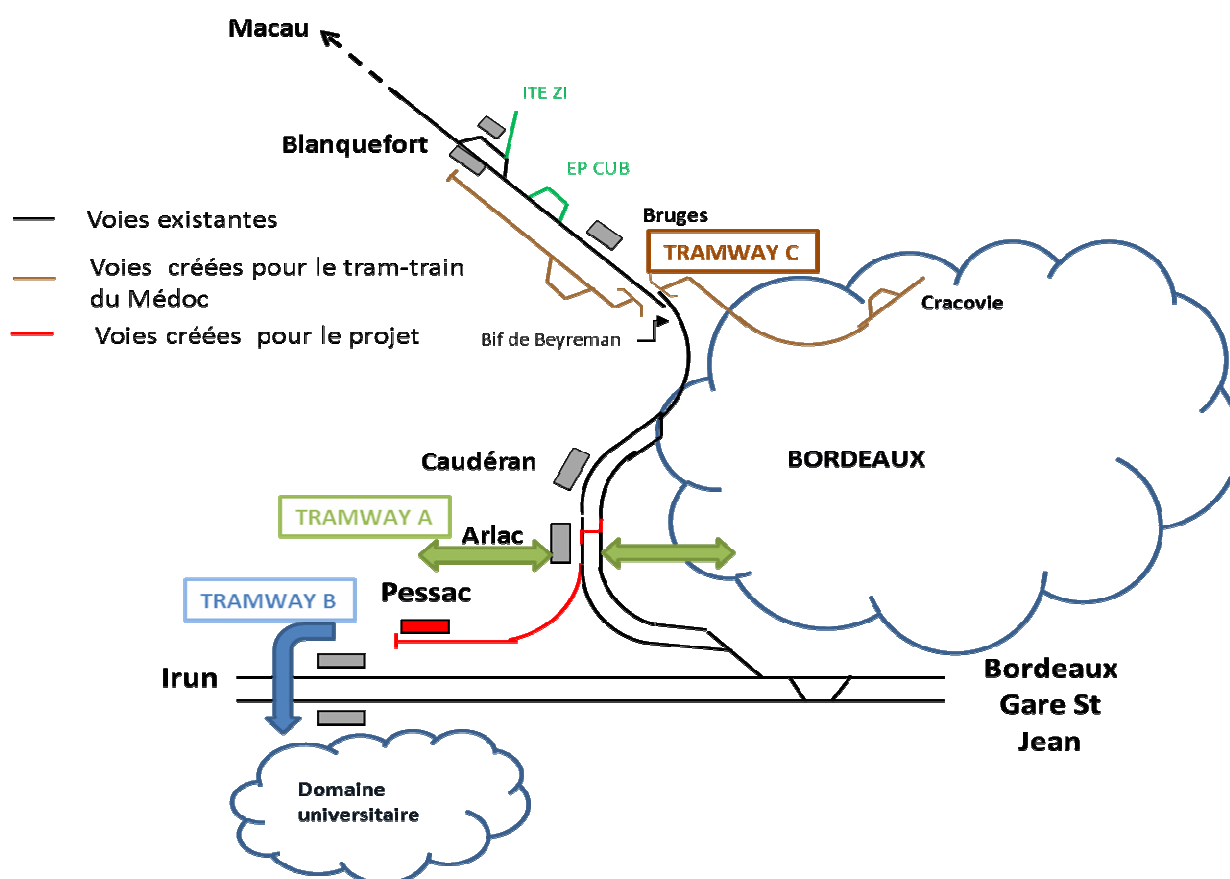 Macau
ITE ZI
Blanquefort
EP CUB
Bruges
Voies existantes
TRAMWAY C
Voies créées pour le tram-train
du Médoc
Cracovie
Voies créées pour le projet
Bif de Beyreman
Caudéran
BORDEAUX
TRAMWAY A
Arlac
Pessac
TRAMWAY B
Irun
Bordeaux
Gare St
Jean
Domaine
universitaire